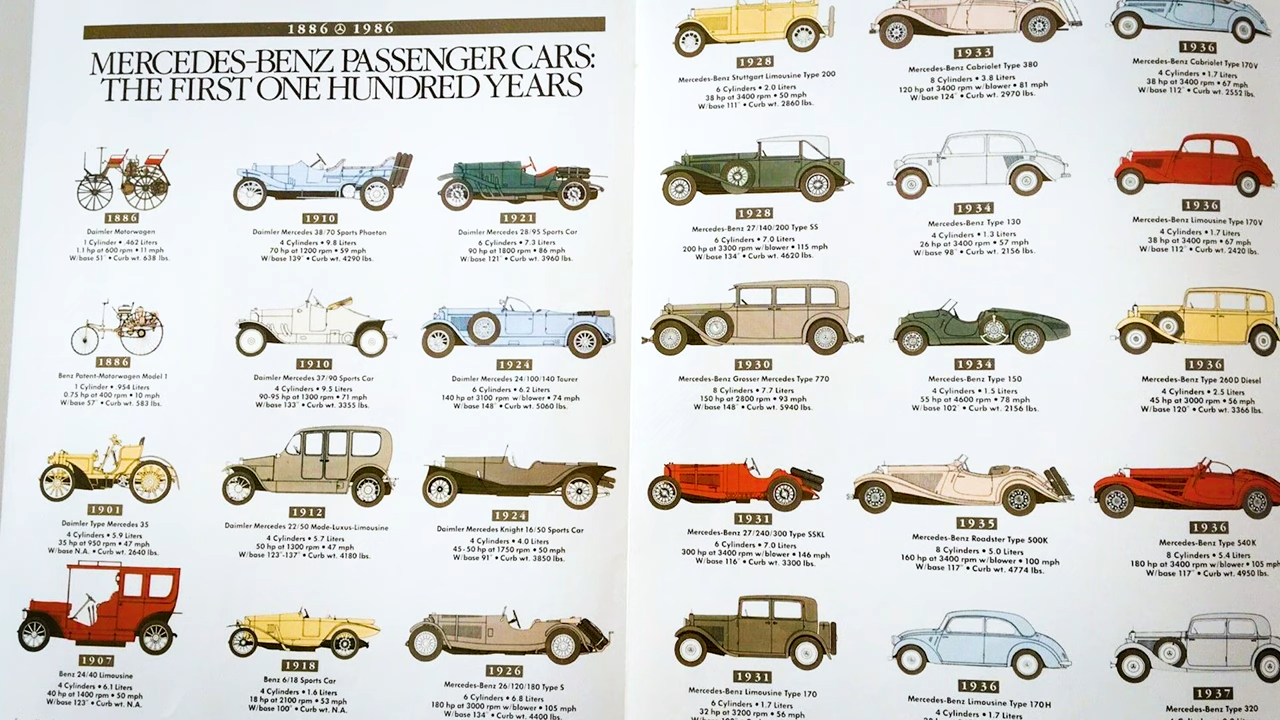 1886 1986
MERCEDES-BENZ PASSENGER CARS:
THE FIRST ONE HUNDRED YEARS
1886
Daimler Motorwagen
1 Cylinder • .462 Liters
1.1 hp at 600 rpm • 11 mph
W/base 51" • Curb wt. 638 lbs.
1910
Daimler Mercedes 38/70 Sports Phaeton
4 Cylinders • 9.8 Liters
70 hp at 1200 rpm • 59 mph
W/base 139" • Curb wt. 4290 lbs.
1921
Daimler Mercedes 28/95 Sports Car
6 Cylinders • 7.3 Liters
90 hp at 1800 rpm • 86 mph
W/base 121" • Curb wt. 3960 lbs.
1886
Benz Patent-Motorwagen Model 1
1 Cylinder • .954 Liters
0.75 hp at 400 rpm • 10 mph
W/base 57" • Curb wt. 583 lbs.
1910
Daimler Mercedes 37/90 Sports Car
4 Cylinders • 9.5 Liters
90-95 hp at 1300 rpm • 71 mph
W/base 133" • Curb wt. 3355 lbs.
1924
Daimler Mercedes 24/100/140 Tourer
6 Cylinders • 6.2 Liters
140 hp at 3100 rpm w/blower • 74 mph
W/base 148" • Curb wt. 5060 lbs.
1901
Daimler Type Mercedes 35
4 Cylinders • 5.9 Liters
35 hp at 950 rpm • 47 mph
W/base N.A. • Curb wt. 2640 lbs.
1912
Daimler Mercedes 22/50 Mode-Luxus-Limousine
4 Cylinders • 5.7 Liters
50 hp at 1300 rpm • 47 mph
W/base 123"-137" • Curb wt. 4180 lbs.
1924
Daimler Mercedes Knight 16/50 Sports Car
4 Cylinders • 4.0 Liters
45-50 hp at 1750 rpm • 50 mph
W/base 91" • Curb wt. 3850 lbs.
1907
Benz 24/40 Limousine
4 Cylinders • 6.1 Liters
40 hp at 1400 rpm • 50 mph
W/base 123" • Curb wt. N.A.
1918
Benz 6/18 Sports Car
4 Cylinders • 1.6 Liters
18 hp at 2100 rpm • 53 mph
W/base 100" • Curb wt. N.A.
1926
Mercedes-Benz 26/120/180 Type S
6 Cylinders • 6.8 Liters
180 hp at 3000 rpm w/blower • 105 mph
W/base 134" • Curb wt. 4400 lbs.
1928
Mercedes-Benz Stuttgart Limousine Type 200
6 Cylinders • 2.0 Liters
38 hp at 3400 rpm • 50 mph
W/base 111" • Curb wt. 2860 lbs.
1933
Mercedes-Benz Cabriolet Type 380
8 Cylinders • 3.8 Liters
120 hp at 3400 rpm w/blower • 81 mph
W/base 124" • Curb wt. 2970 lbs.
1936
Mercedes-Benz Cabriolet Type 170V
4 Cylinders • 1.7 Liters
38 hp at 3400 rpm • 67 mph
W/base 112" • Curb wt. 2552 lbs.
1928
Mercedes-Benz 27/140/200 Type SS
6 Cylinders • 7.0 Liters
200 hp at 3300 rpm w/blower • 115 mph
W/base 134" • Curb wt. 4620 lbs.
1934
Mercedes-Benz Type 130
4 Cylinders • 1.3 Liters
26 hp at 3400 rpm • 57 mph
W/base 98" • Curb wt. 2156 lbs.
1936
Mercedes-Benz Limousine Type 170V
4 Cylinders • 1.7 Liters
38 hp at 3400 rpm • 67 mph
W/base 112" • Curb wt. 2420 lbs.
1930
Mercedes-Benz Grosser Mercedes Type 770
8 Cylinders • 7.7 Liters
150 hp at 2800 rpm • 93 mph
W/base 148" • Curb wt. 5940 lbs.
1934
Mercedes-Benz Type 150
4 Cylinders • 1.5 Liters
55 hp at 4600 rpm • 78 mph
W/base 102" • Curb wt. 2156 lbs.
1936
Mercedes-Benz Type 260D Diesel
4 Cylinders • 2.5 Liters
45 hp at 3000 rpm • 56 mph
W/base 120" • Curb wt. 3366 lbs.
1931
Mercedes-Benz 27/240/300 Type SSKL
6 Cylinders • 7.0 Liters
300 hp at 3400 rpm w/blower • 146 mph
W/base 116" • Curb wt. 3300 lbs.
1935
Mercedes-Benz Roadster Type 500K
8 Cylinders • 5.0 Liters
160 hp at 3400 rpm w/blower • 100 mph
W/base 117" • Curb wt. 4774 lbs.
1936
Mercedes-Benz Type 540K
8 Cylinders • 5.4 Liters
180 hp at 3400 rpm w/blower • 105 mph
W/base 117" • Curb wt. 4950 lbs.
1931
Mercedes-Benz Limousine Type 170
6 Cylinders • 1.7 Liters
32 hp at 3200 rpm • 56 mph
1936
Mercedes-Benz Limousine Type 170H
4 Cylinders • 1.7 Liters
1937
Mercedes-Benz Type 320